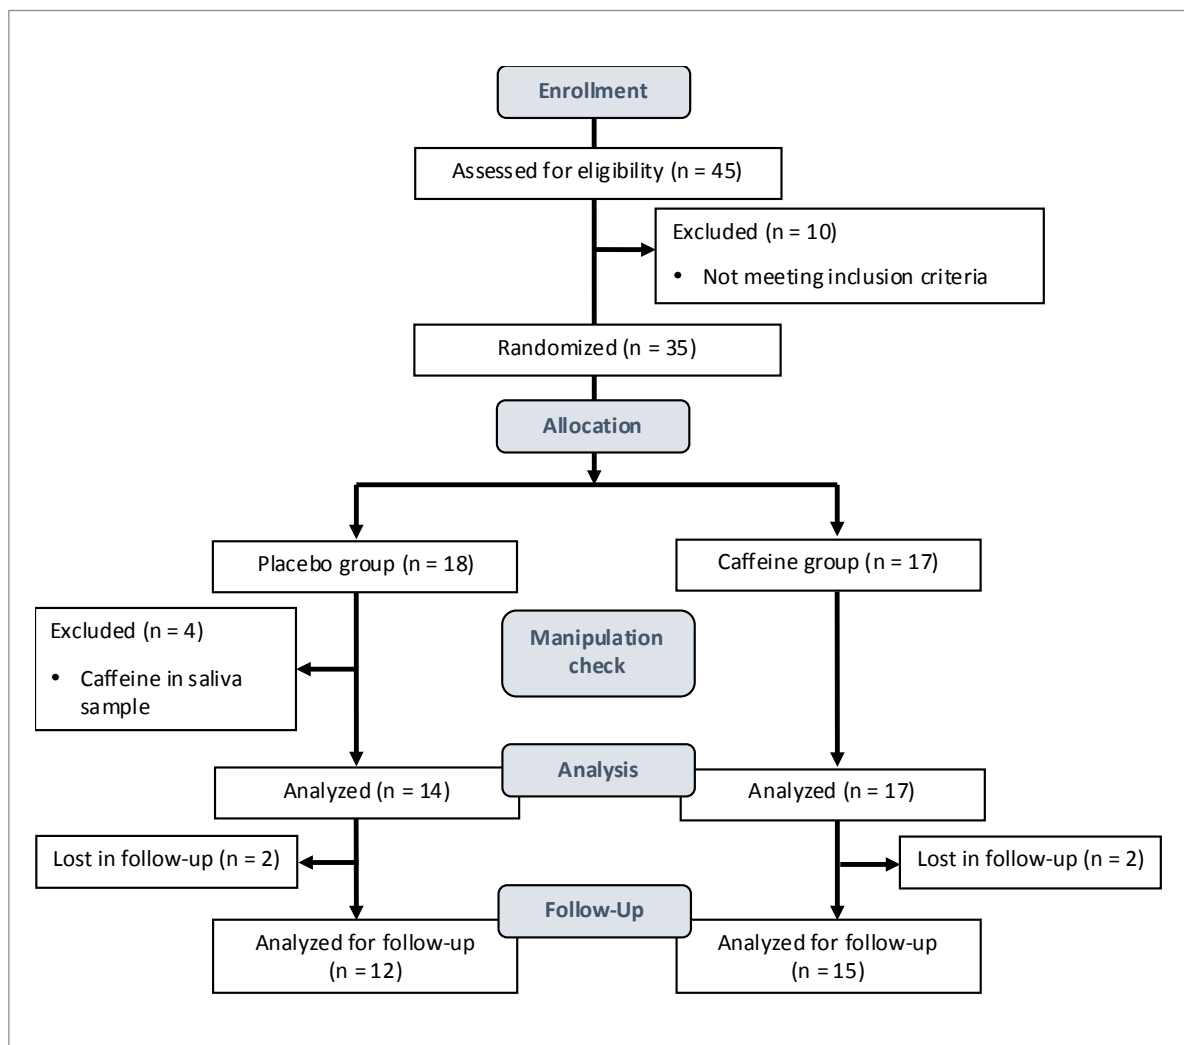 Enrollment
Assessed for eligibility (n = 45)
Excluded (n = 10)
• Not meeting inclusion criteria
Randomized (n = 35)
Allocation
Placebo group (n = 18)
Caffeine group (n = 17)
Excluded (n = 4)
• Caffeine in saliva
sample
Manipulation
check
Analysis
Analyzed (n = 14)
Analyzed (n = 17)
Lost in follow-up (n = 2)
Lost in follow-up (n = 2)
Follow-Up
Analyzed for follow-up
(n = 12)
Analyzed for follow-up
(n = 15)